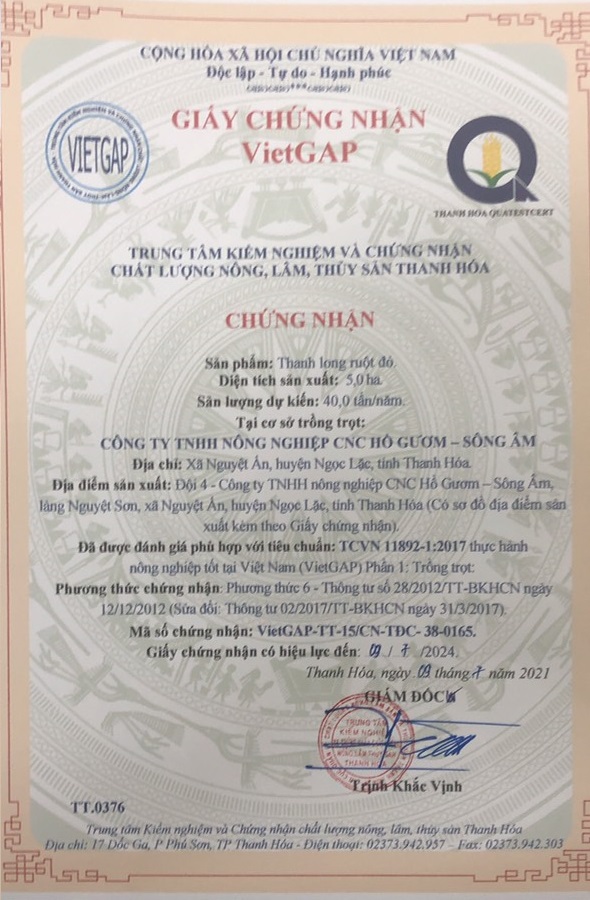 CỘNG HÒA XÃ HỘI CHỦ NGHĨA VIỆT NAM
Độc lập - Tự do - Hạnh phúc
GIẤY CHỨNG NHẬN
VietGAP
VIETGAP
THANH HÓA QUATESTCERT
TRUNG TÂM KIỂM NGHIỆM VÀ CHỨNG NHẬN
CHẤT LƯỢNG NÔNG, LÂM, THỦY SẢN THANH HÓA
CHỨNG NHẬN
Sản phẩm: Thanh long ruột đỏ.
Diện tích sản xuất: 5,0 ha.
Sản lượng dự kiến: 40,0 tấn/năm.
Tại cơ sở trồng trọt:
CÔNG TY TNHH NÔNG NGHIỆP CNC HỒ GƯƠM – SÔNG ÂM
Địa chỉ: Xã Nguyệt Ấn, huyện Ngọc Lặc, tỉnh Thanh Hóa.
Địa điểm sản xuất: Đội 4 - Công ty TNHH nông nghiệp CNC Hồ Gươm – Sông Âm,
làng Nguyệt Sơn, xã Nguyệt Ấn, huyện Ngọc Lặc, tỉnh Thanh Hóa (Có sơ đồ địa điểm sản
xuất kèm theo Giấy chứng nhận).
Đã được đánh giá phù hợp với tiêu chuẩn: TCVN 11892-1:2017 thực hành
nông nghiệp tốt tại Việt Nam (VietGAP) Phần 1: Trồng trọt:
Phương thức chứng nhận: Phương thức 6 - Thông tư số 28/2012/TT-BKHCN ngày
12/12/2012 (Sửa đổi: Thông tư 02/2017/TT-BKHCN ngày 31/3/2017).
Mã số chứng nhận: VietGAP-TT-15/CN-TĐC- 38-0165.
Giấy chứng nhận có hiệu lực đến: 09 / 7 /2024.
Thanh Hóa, ngày 09 tháng 7 năm 2021
GIÁM ĐỐC
TRUNG TÂM
KIỂM NGHIỆM
THANH HÓA
Trịnh Khắc Vịnh
TT.0376
Trung tâm Kiểm nghiệm và Chứng nhận chất lượng nông, lâm, thủy sản Thanh Hóa
Địa chỉ: 17 Dốc Ga, P Phú Sơn, TP Thanh Hóa - Điện thoại: 02373.942.957 – Fax: 02373.942.303